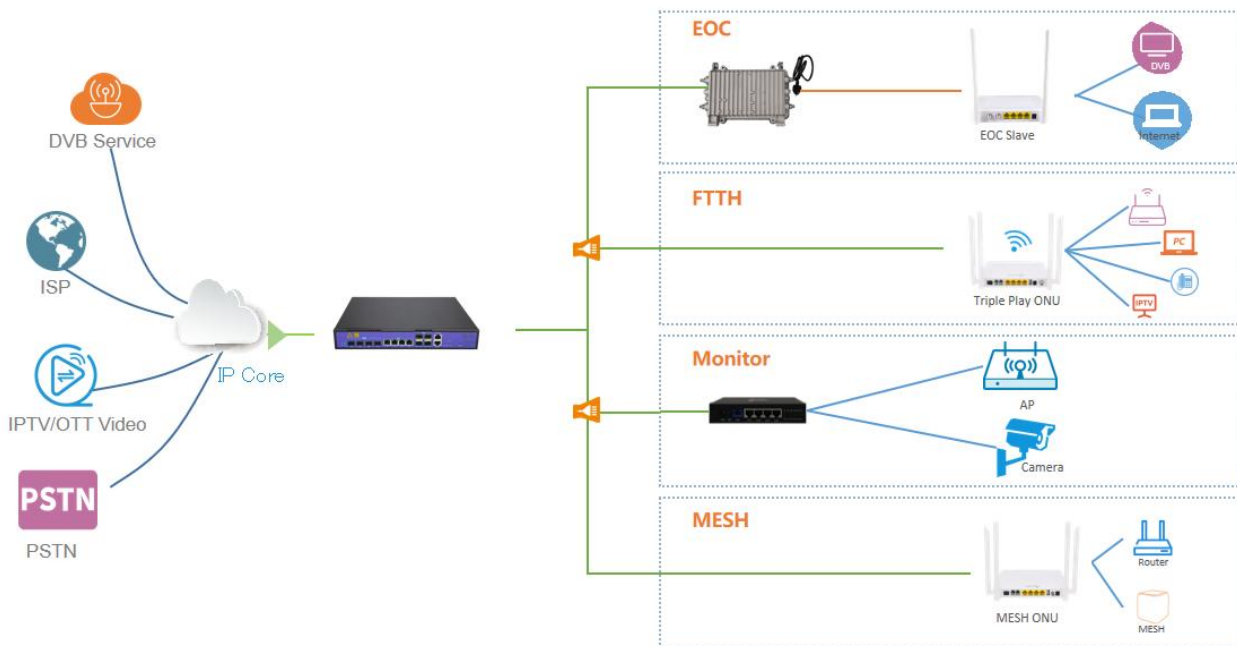 DVB Service
ISP
IP Core
IPTV/OTT Video
PSTN
PSTN
EOC
EOC Slave
DVB
Internet
FTTH
Triple Play ONU
PC
IPTV
Monitor
AP
Camera
MESH
MESH ONU
Router
MESH